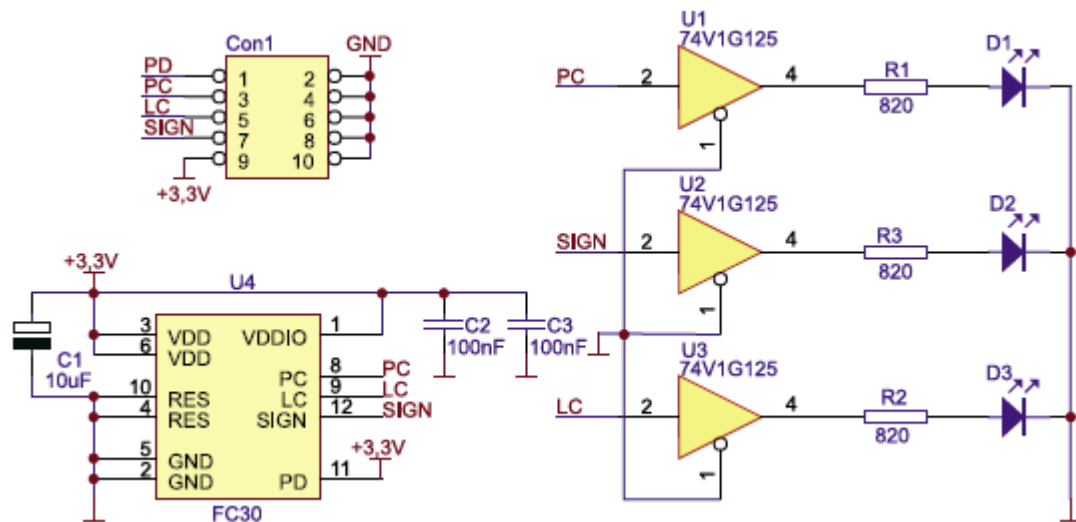 Con1
GND
PD 1 2
PC 3 4
LC 5 6
SIGN 7 8
9 10
+3,3V
U1
74V1G125
PC 2 4
1
R1
820
D1
U2
74V1G125
SIGN 2 4
1
R3
820
D2
U3
74V1G125
LC 2 4
1
R2
820
D3
+3,3V
U4
C1
10uF
3 VDD VDDIO 1
6 VDD
PC 8 PC
10 RES LC 9 LC
4 RES SIGN 12 SIGN
5 GND
2 GND PD 11 +3,3V
FC30
C2
100nF
C3
100nF